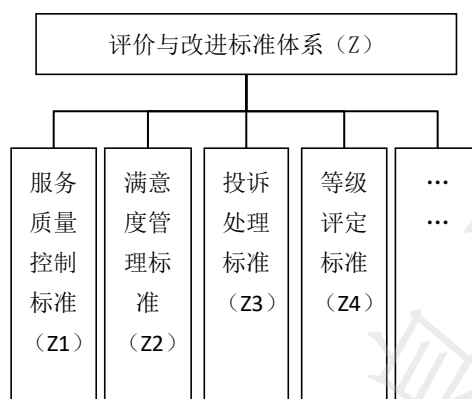 评价与改进标准体系（Z）
服务
质量
控制
标准
（Z1）
满意
度管
理标
准
（Z2）
投诉
处理
标准
（Z3）
等级
评定
标准
（Z4）
…
…